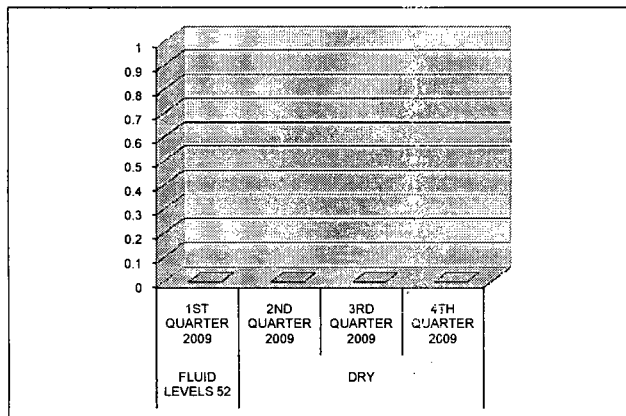 1
0.9
0.8
0.7
0.6
0.5
0.4
0.3
0.2
0.1
0
1ST QUARTER 2009
2ND QUARTER 2009
3RD QUARTER 2009
4TH QUARTER 2009
FLUID LEVELS 52
DRY